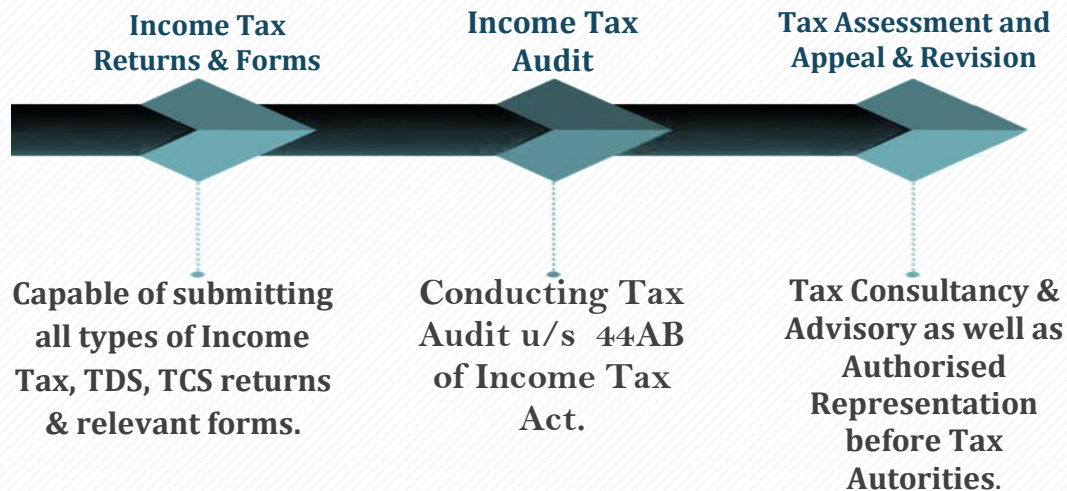 Income Tax
Returns & Forms
Income Tax
Audit
Tax Assessment and
Appeal & Revision
Capable of submitting
all types of Income
Tax, TDS, TCS returns
& relevant forms.
Conducting Tax
Audit u/s 44AB
of Income Tax
Act.
Tax Consultancy &
Advisory as well as
Authorised
Representation
before Tax
Autorities.